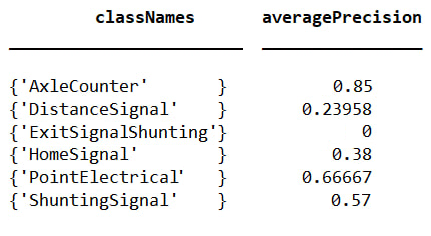 classNames averagePrecision
{'AxleCounter' } 0.85
{'DistanceSignal' } 0.23958
{'ExitSignalShunting'} 0
{'HomeSignal' } 0.38
{'PointElectrical' } 0.66667
{'ShuntingSignal' } 0.57